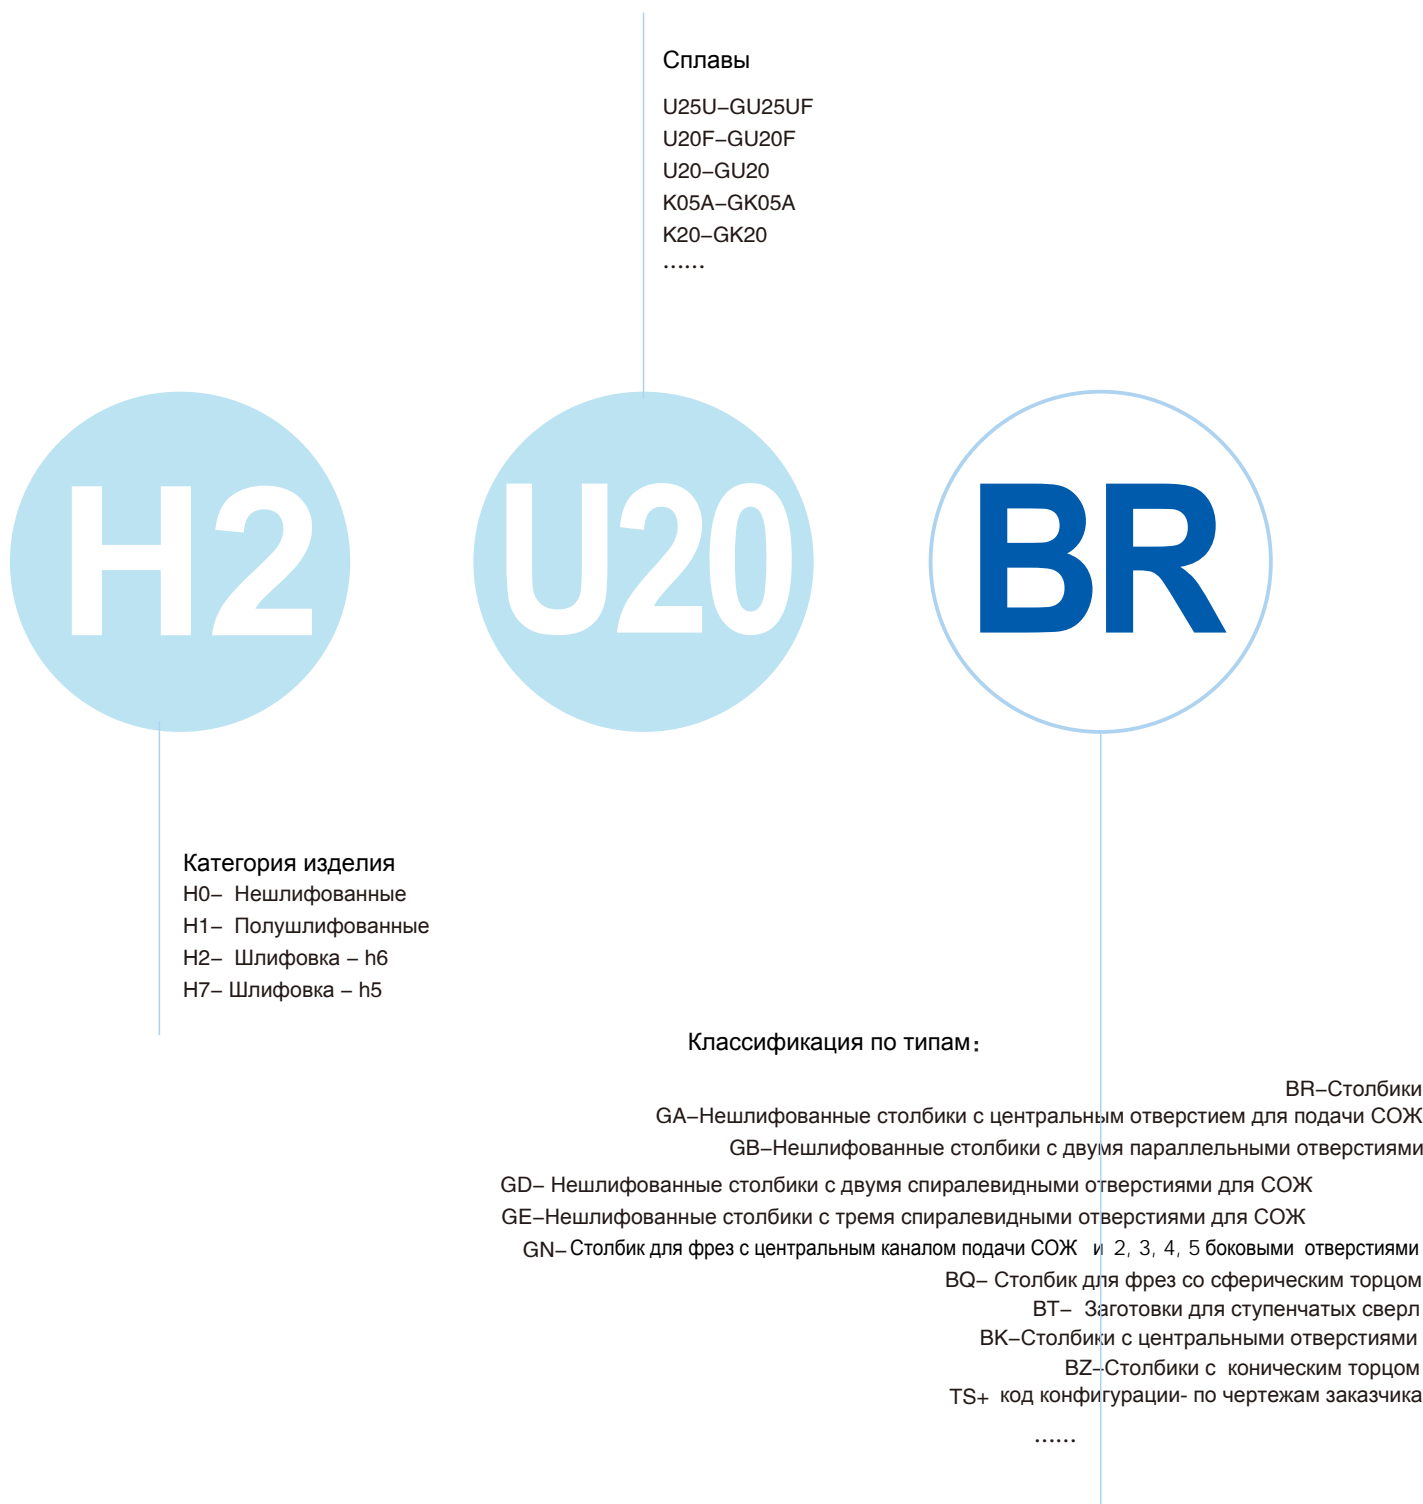 Сплавы
U25U–GU25UF
U20F–GU20F
U20–GU20
K05A–GK05A
K20–GK20
......
H2
U20
BR
Категория изделия
H0– Нешлифованные
H1– Полушлифованные
H2– Шлифовка – h6
H7– Шлифовка – h5
Классификация по типам:
BR–Столбики
GA–Нешлифованные столбики с центральным отверстием для подачи СОЖ
GB–Нешлифованные столбики с двумя параллельными отверстиями
GD– Нешлифованные столбики с двумя спиралевидными отверстиями для СОЖ
GE–Нешлифованные столбики с тремя спиралевидными отверстиями для СОЖ
GN– Столбик для фрез с центральным каналом подачи СОЖ и 2, 3, 4, 5 боковыми отверстиями
BQ– Столбик для фрез со сферическим торцом
BT– Заготовки для ступенчатых сверл
BK–Столбики с центральными отверстиями
BZ–Столбики с коническим торцом
TS+ код конфигурации- по чертежам заказчика
......